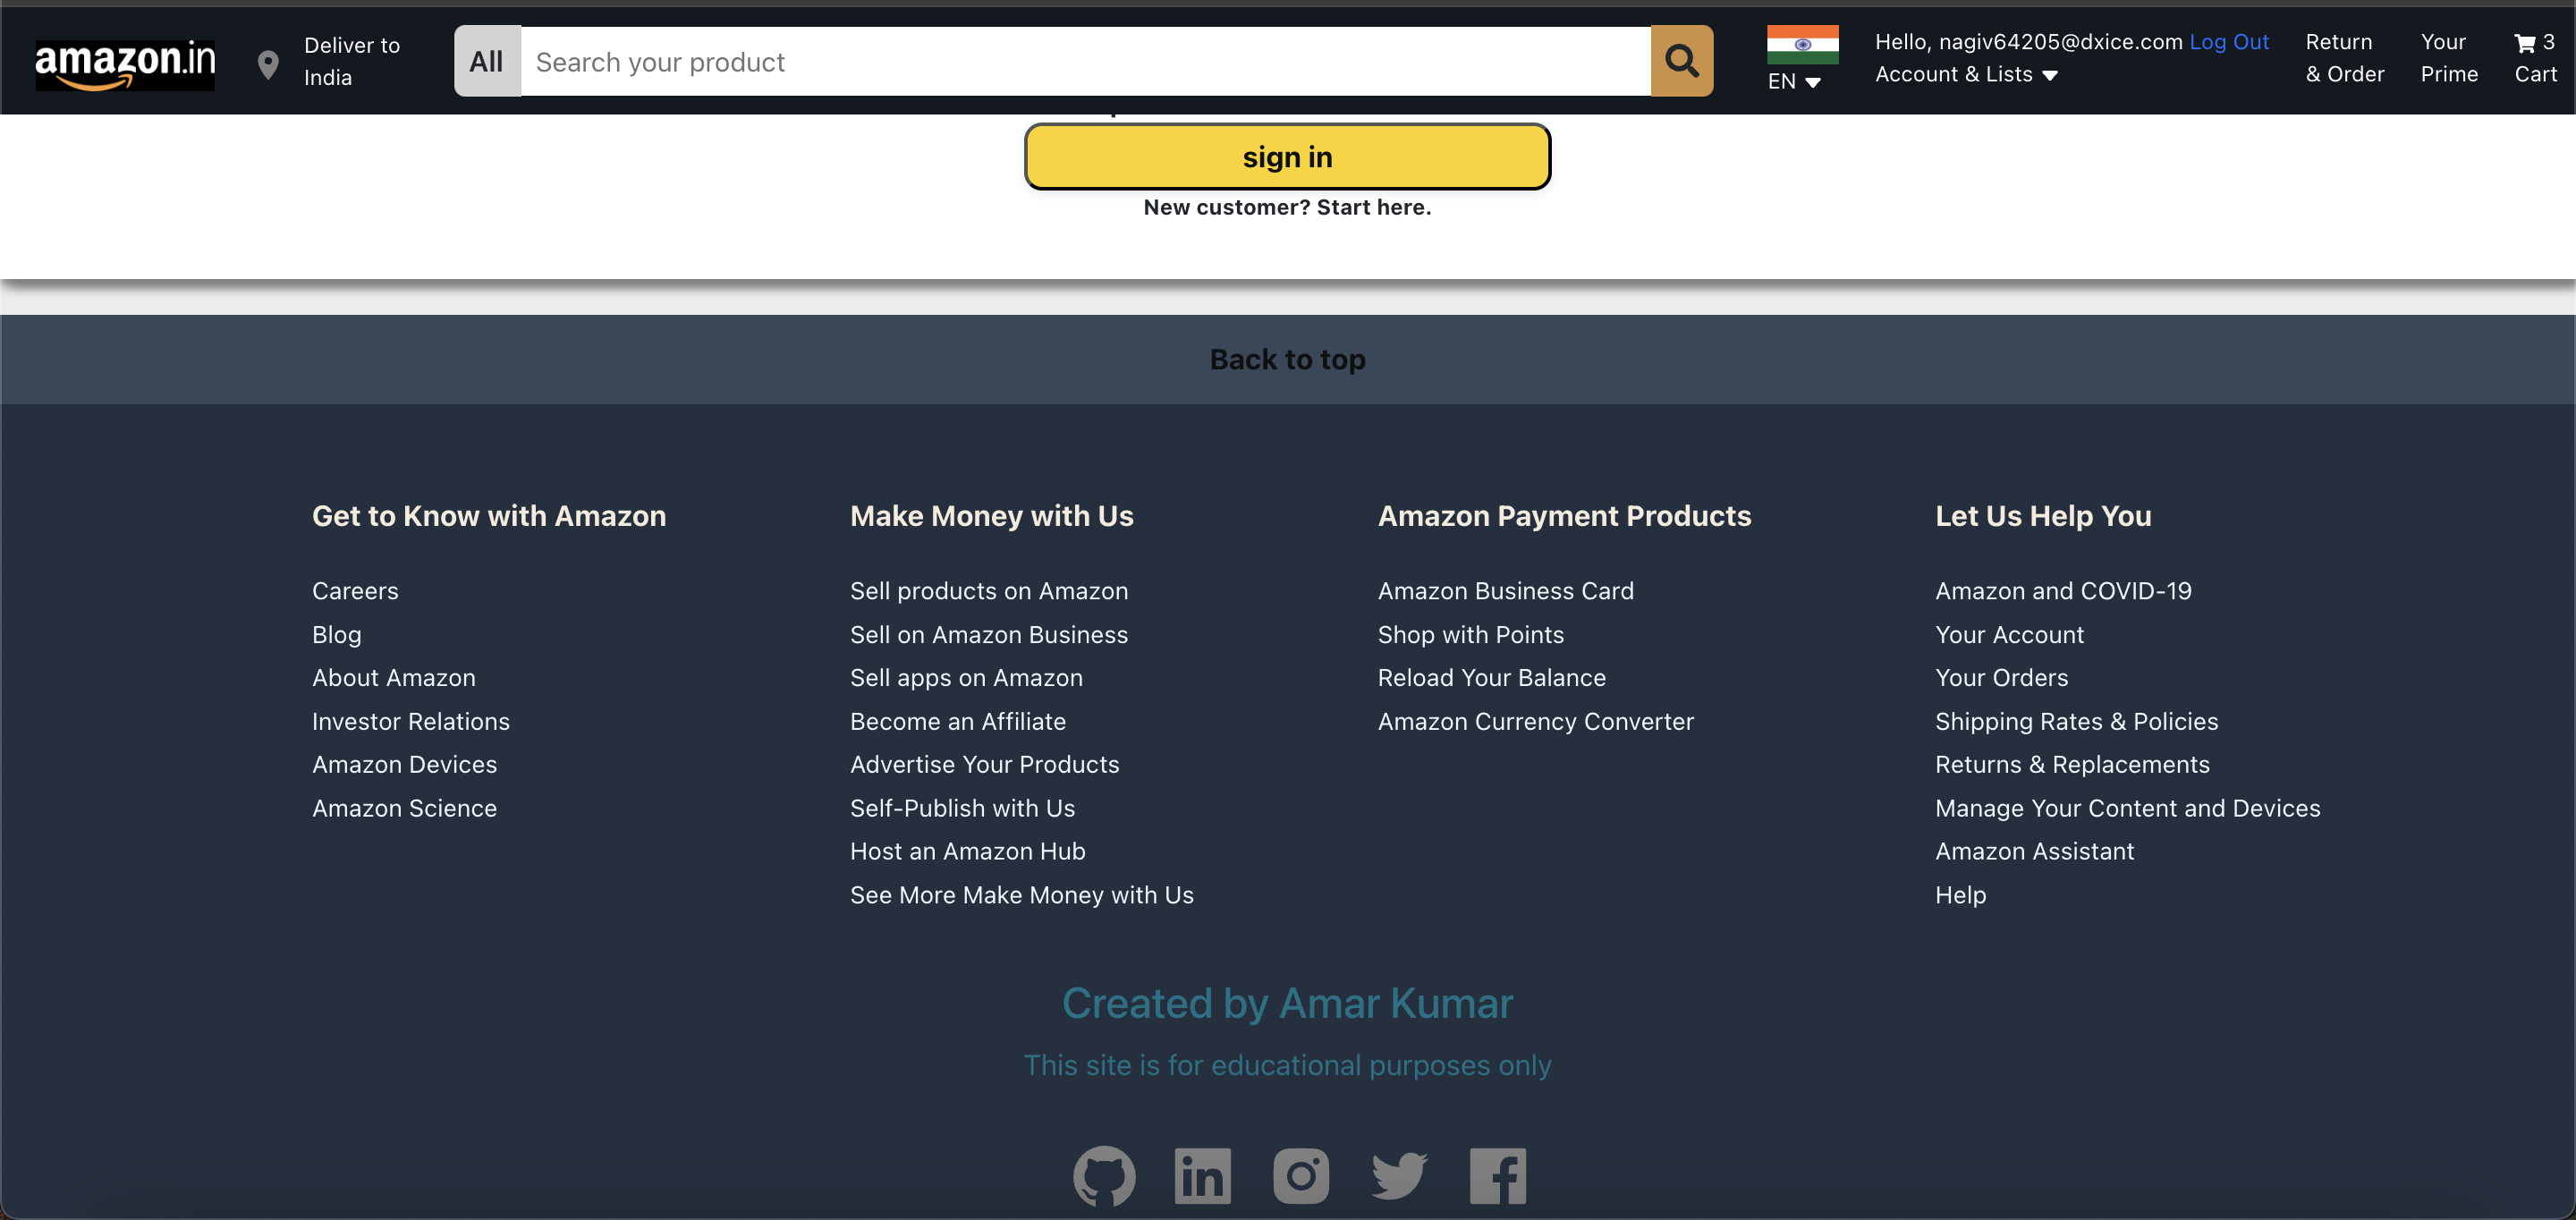 amazon.in
Deliver to
India
All
Search your product
EN
Hello, nagiv64205@dxice.com Log Out
Account & Lists
Return
& Order
Your
Prime
3
Cart
sign in
New customer? Start here.
Back to top
Get to Know with Amazon
Careers
Blog
About Amazon
Investor Relations
Amazon Devices
Amazon Science
Make Money with Us
Sell products on Amazon
Sell on Amazon Business
Sell apps on Amazon
Become an Affiliate
Advertise Your Products
Self-Publish with Us
Host an Amazon Hub
See More Make Money with Us
Amazon Payment Products
Amazon Business Card
Shop with Points
Reload Your Balance
Amazon Currency Converter
Let Us Help You
Amazon and COVID-19
Your Account
Your Orders
Shipping Rates & Policies
Returns & Replacements
Manage Your Content and Devices
Amazon Assistant
Help
Created by Amar Kumar
This site is for educational purposes only